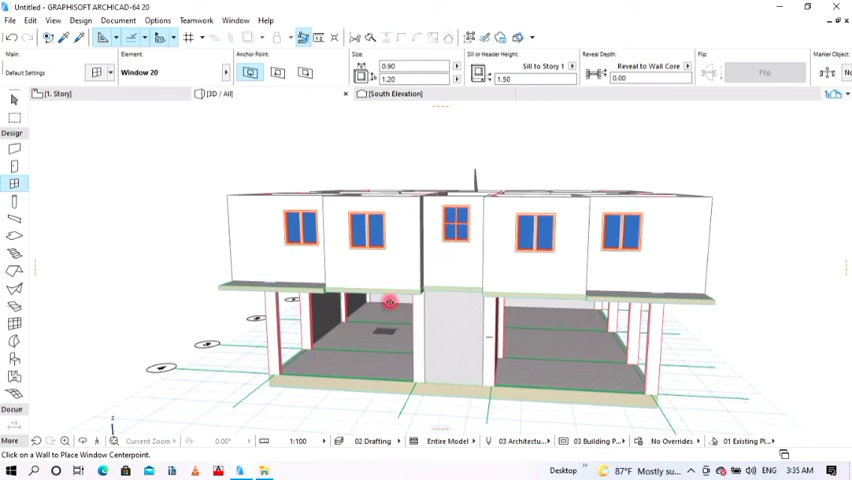 Untitled - GRAPHISOFT ARCHICAD-64 20
File Edit View Design Document Options Teamwork Window Help
Main:
Element:
Anchor Point:
Size:
Sill or Header Height:
Reveal Depth:
Flip:
Marker Object
Default Settings
Window 20
0.90
1.20
Sill to Story 1
1.50
Reveal to Wall Core
0.00
Flip
No
[1. Story]
[3D / All]
[South Elevation]
Design
Docur
More
Current Zoom
0.00°
1:100
02 Drafting
Entire Model
03 Architectu...
03 Building P...
No Overrides
01 Existing Pl...
Click on a Wall to Place Window Centerpoint.
Desktop
87°F Mostly su...
ENG
3:35 AM